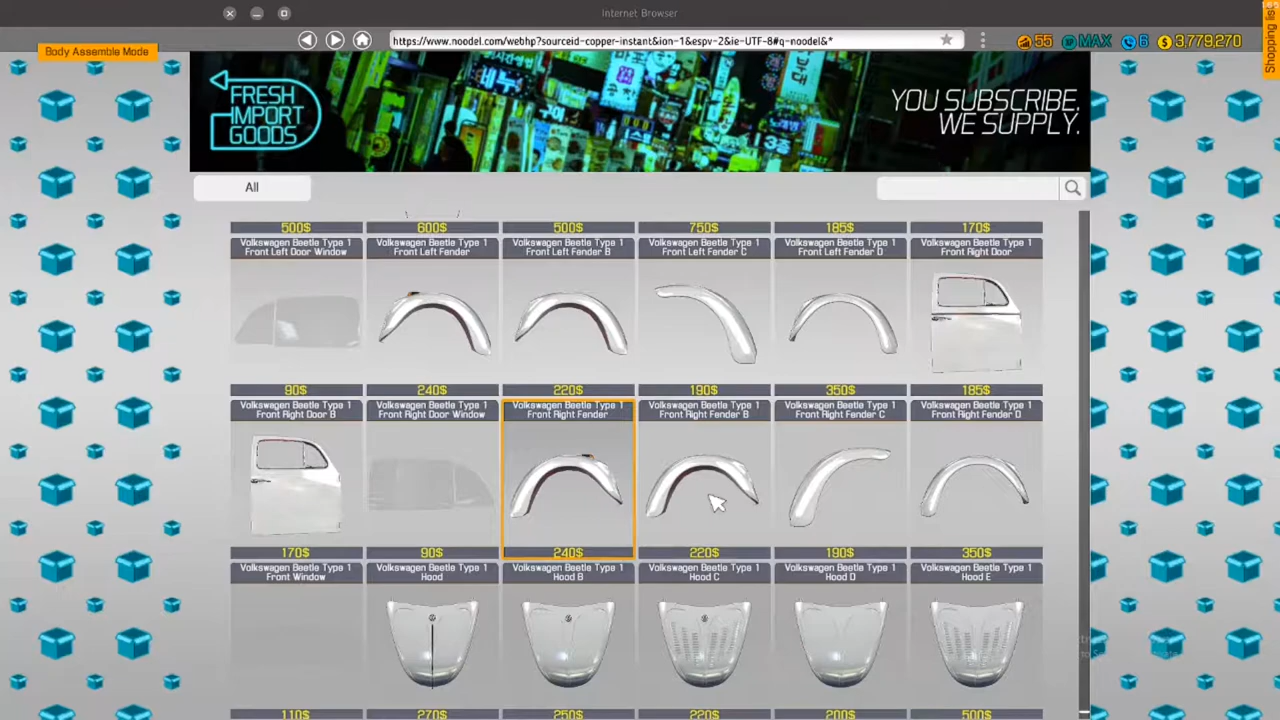 Internet Browser
Body Assemble Mode
https://www.noodel.com/webhp?sourceid-copper-instant&ion-1&espv-2&ie-UTF-8#q-noodel&*
55
MAX
6
3,779,270
Shopping list
FRESH
IMPORT
GOODS
YOU SUBSCRIBE.
WE SUPPLY.
All
500$ 600$ 500$ 750$ 185$ 170$
Volkswagen Beetle Type 1
Front Left Door Window
Volkswagen Beetle Type 1
Front Left Fender
Volkswagen Beetle Type 1
Front Left Fender B
Volkswagen Beetle Type 1
Front Left Fender C
Volkswagen Beetle Type 1
Front Left Fender D
Volkswagen Beetle Type 1
Front Right Door
90$ 240$ 220$ 190$ 350$ 185$
Volkswagen Beetle Type 1
Front Right Door B
Volkswagen Beetle Type 1
Front Right Door Window
Volkswagen Beetle Type 1
Front Right Fender
Volkswagen Beetle Type 1
Front Right Fender B
Volkswagen Beetle Type 1
Front Right Fender C
Volkswagen Beetle Type 1
Front Right Fender D
170$ 90$ 240$ 220$ 190$ 350$
Volkswagen Beetle Type 1
Front Window
Volkswagen Beetle Type 1
Hood
Volkswagen Beetle Type 1
Hood B
Volkswagen Beetle Type 1
Hood C
Volkswagen Beetle Type 1
Hood D
Volkswagen Beetle Type 1
Hood E
110$ 270$ 250$ 220$ 200$ 500$